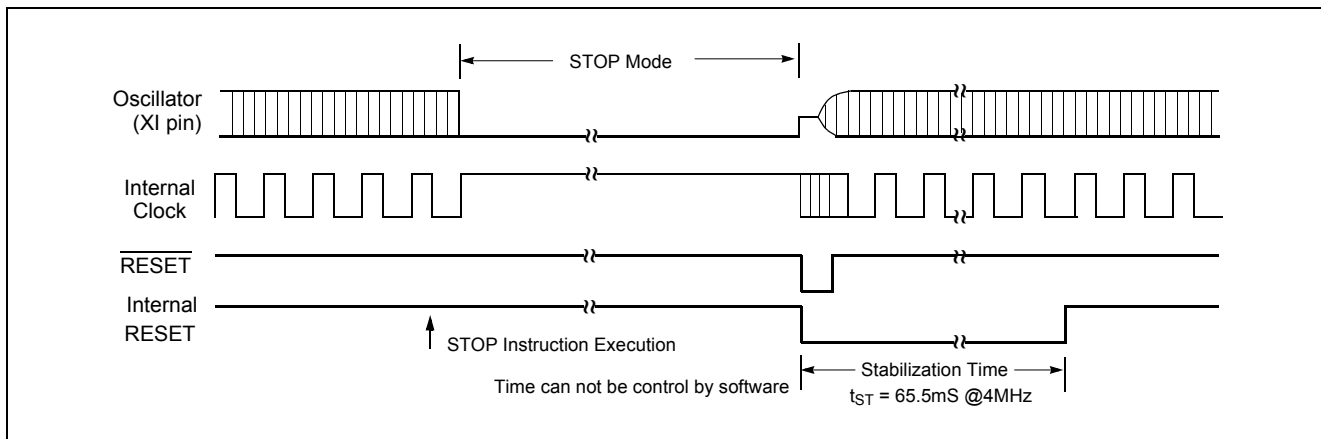 STOP Mode
Oscillator
(XI pin)
Internal
Clock
RESET
Internal
RESET
STOP Instruction Execution
Time can not be control by software
Stabilization Time
tST = 65.5mS @4MHz